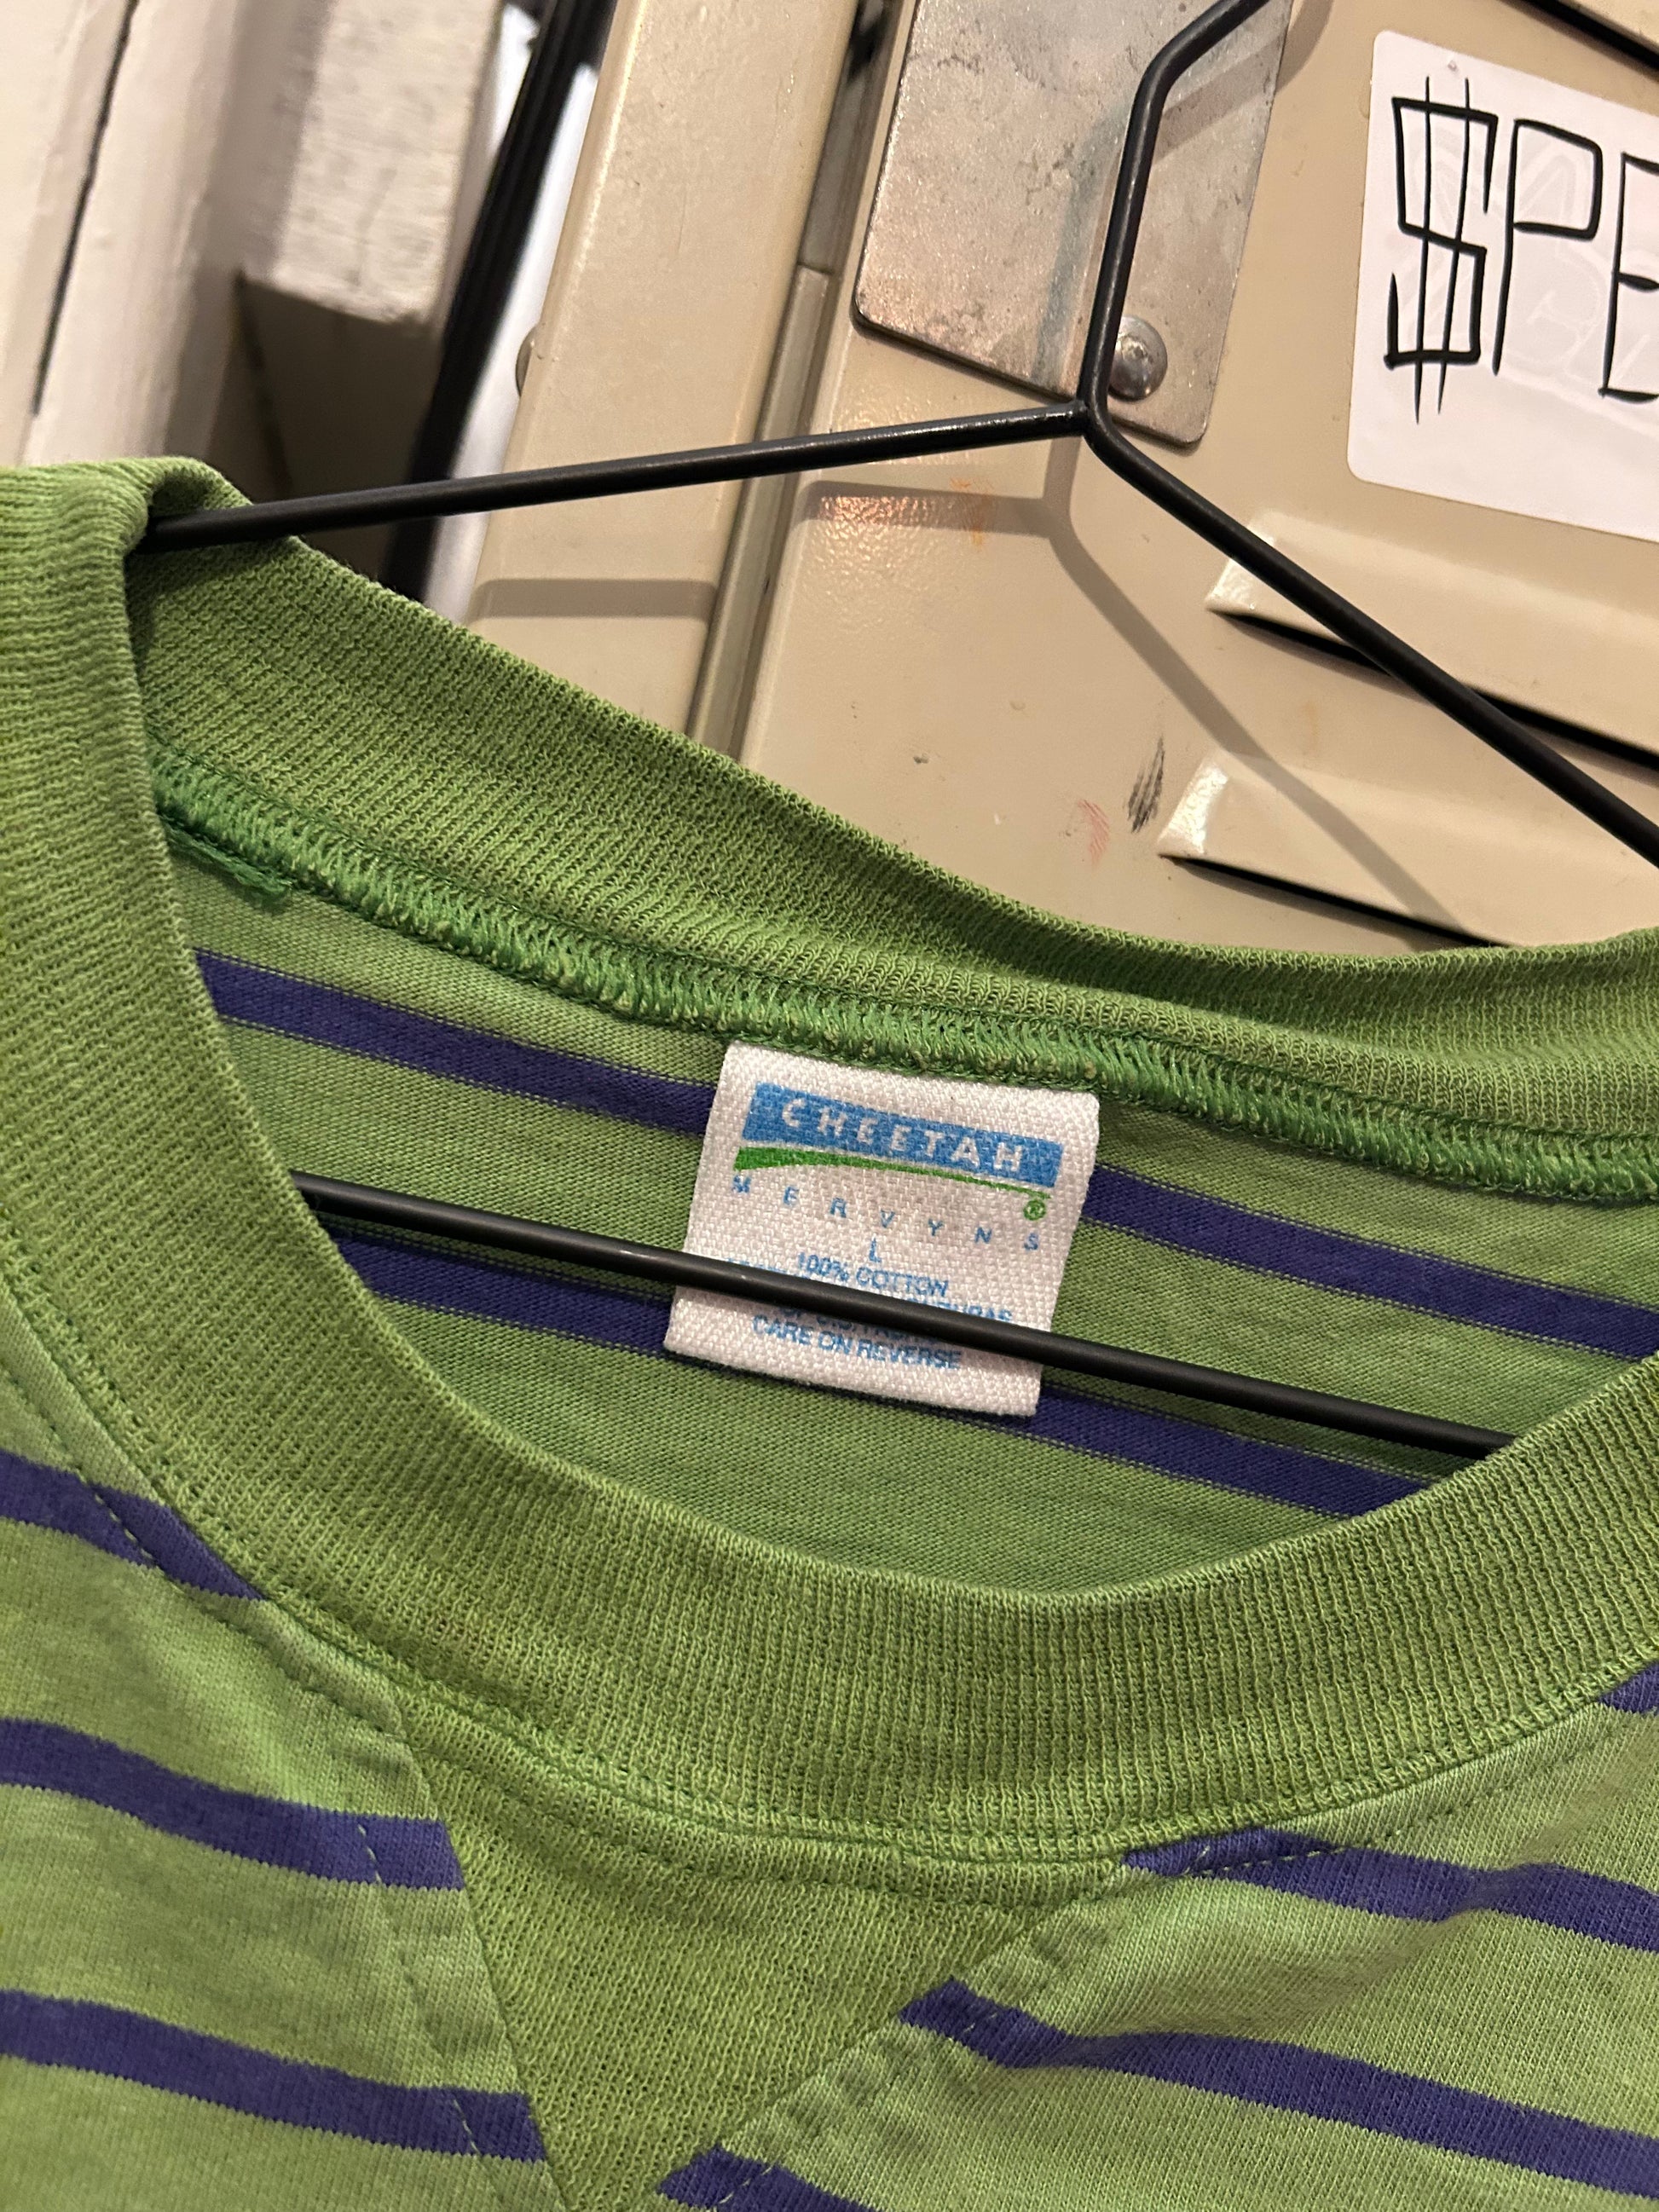 $PE
CHEETAH
®
MERVYNS
L
100% COTTON
CARE ON REVERSE